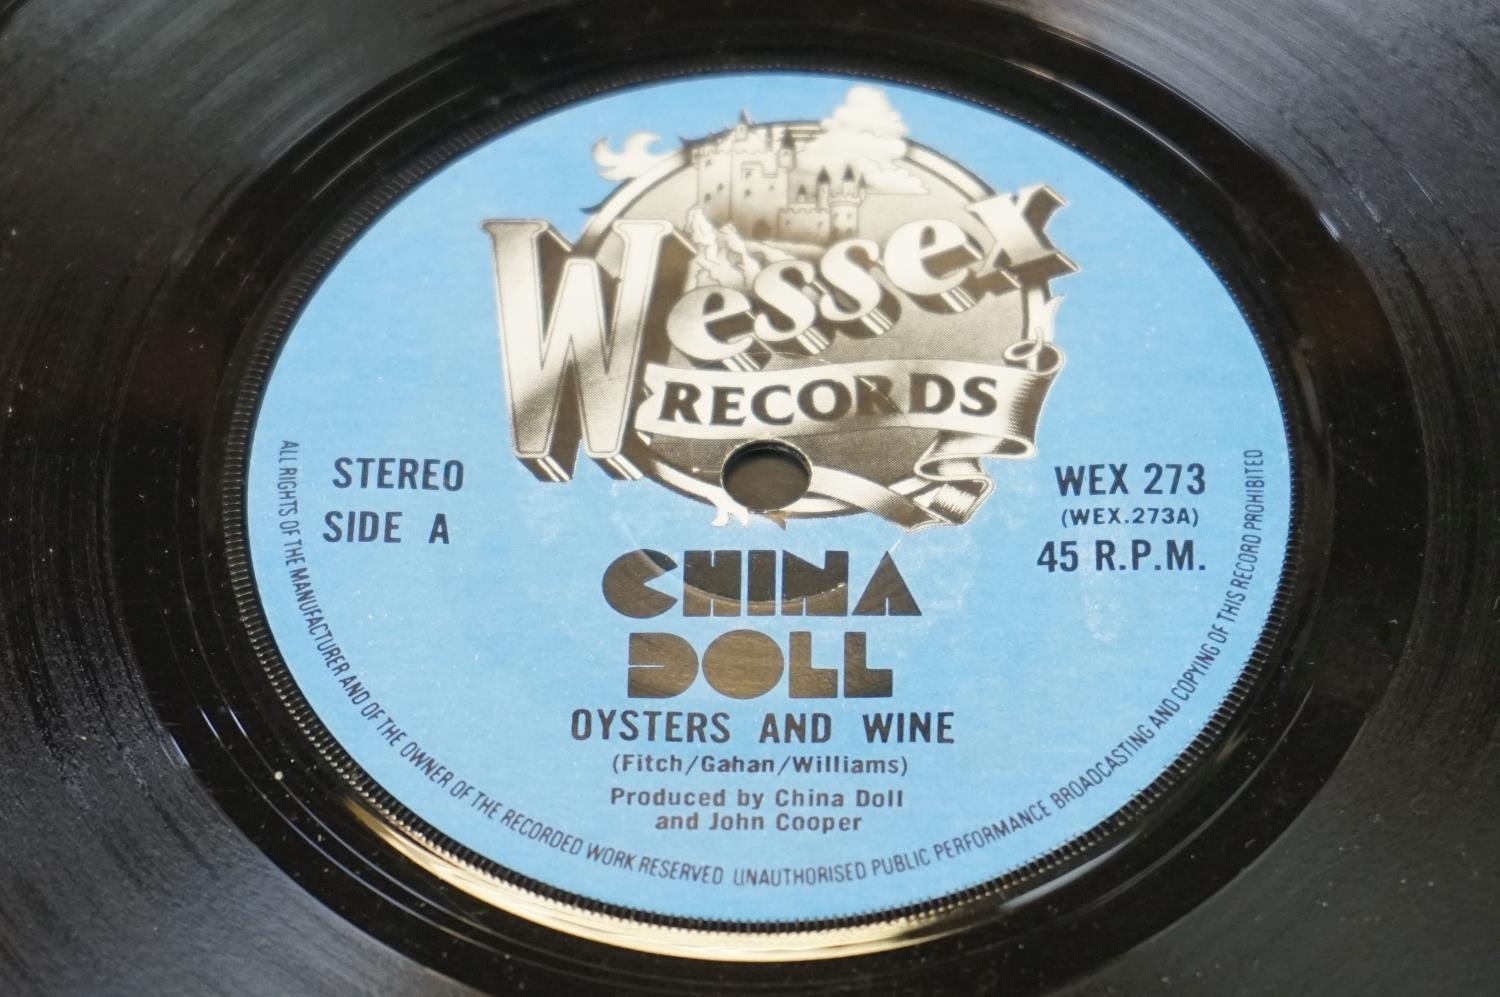 Wessex
RECORDS
STEREO
SIDE A
WEX 273
(WEX.273A)
45 R.P.M.
CHINA
DOLL
OYSTERS AND WINE
(Fitch/Gahan/Williams)
Produced by China Doll
and John Cooper
ALL RIGHTS OF THE MANUFACTURER AND OF THE OWNER OF THE RECORDED WORK RESERVED UNAUTHORISED PUBLIC PERFORMANCE BROADCASTING AND COPYING OF THIS RECORD PROHIBITED